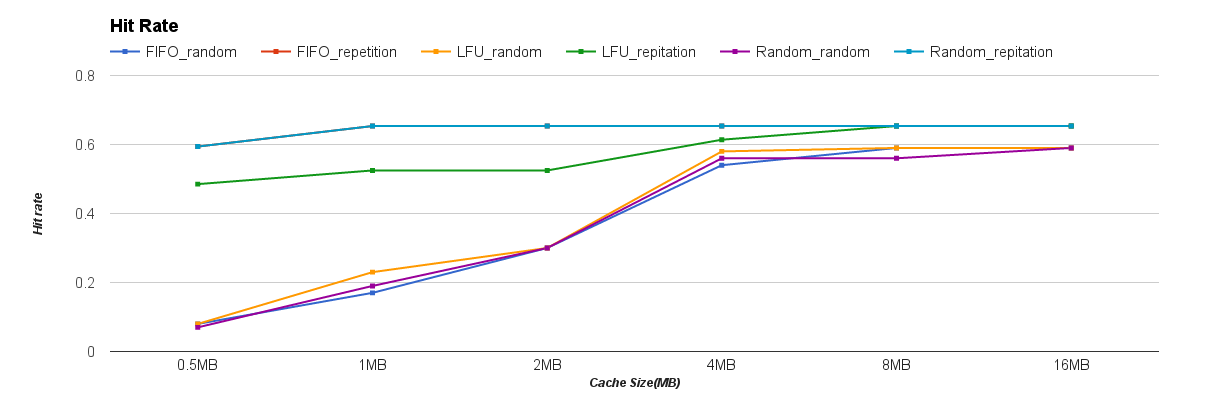 Hit Rate
FIFO_random FIFO_repetition LFU_random LFU_repitation Random_random Random_repitation
0.8
0.6
0.4
0.2
0
Hit rate
0.5MB 1MB 2MB 4MB 8MB 16MB
Cache Size(MB)